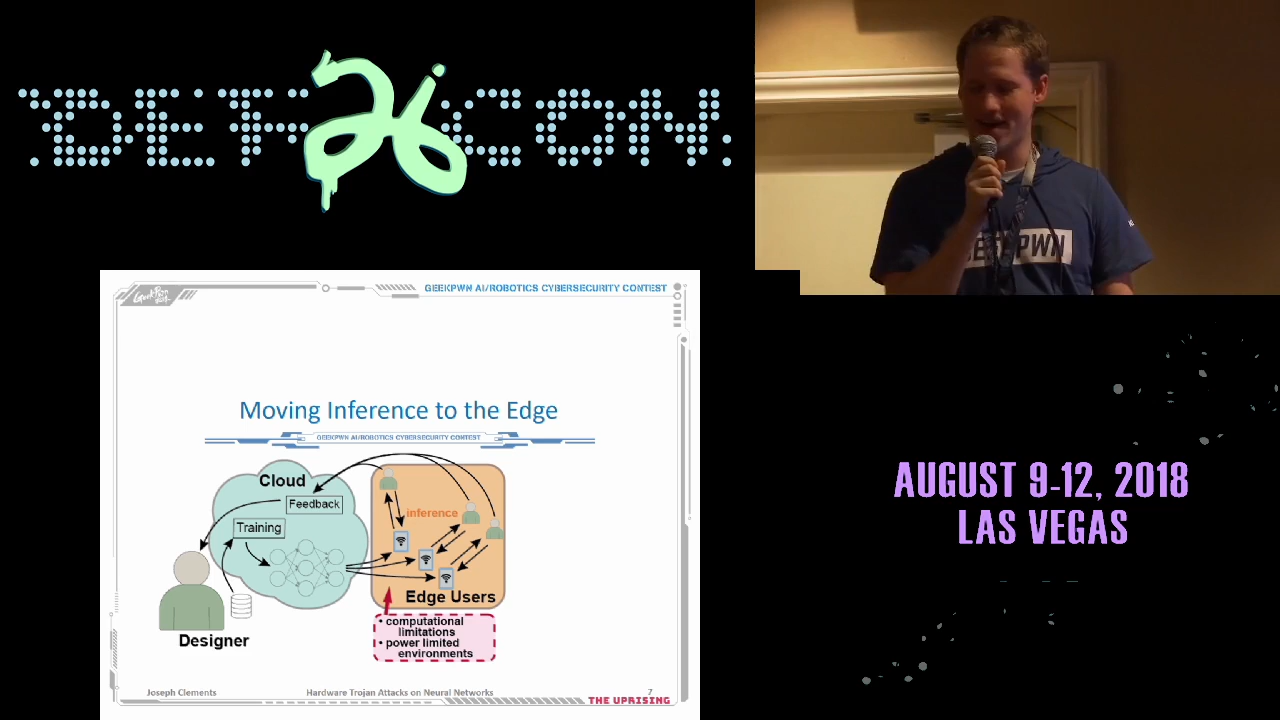 DEF 26 CON
GEEKPWN AI/ROBOTICS CYBERSECURITY CONTEST
Moving Inference to the Edge
GEEKPWN AI/ROBOTICS CYBERSECURITY CONTEST
Cloud
Feedback
Training
inference
Edge Users
Designer
• computational
limitations
• power limited
environments
Joseph Clements
Hardware Trojan Attacks on Neural Networks
7
THE UPRISING
AUGUST 9-12, 2018
LAS VEGAS